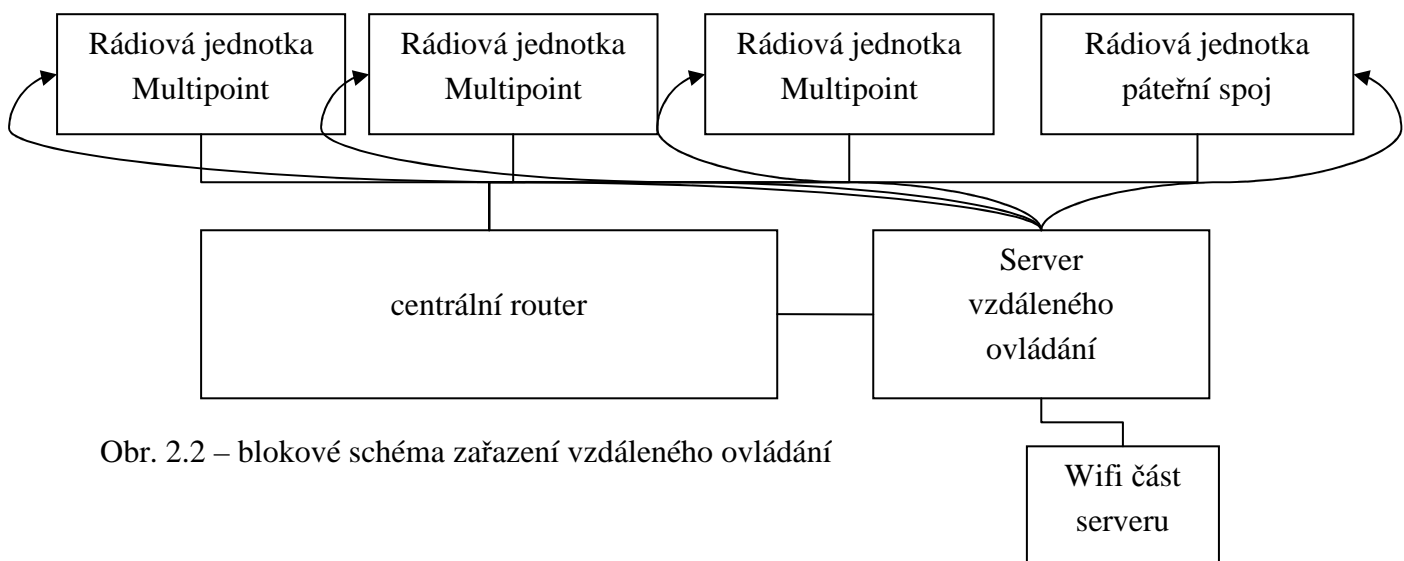 Rádiová jednotka
Multipoint
Rádiová jednotka
Multipoint
Rádiová jednotka
Multipoint
Rádiová jednotka
páteřní spoj
centrální router
Server
vzdáleného
ovládání
Obr. 2.2 – blokové schéma zařazení vzdáleného ovládání
Wifi část
serveru